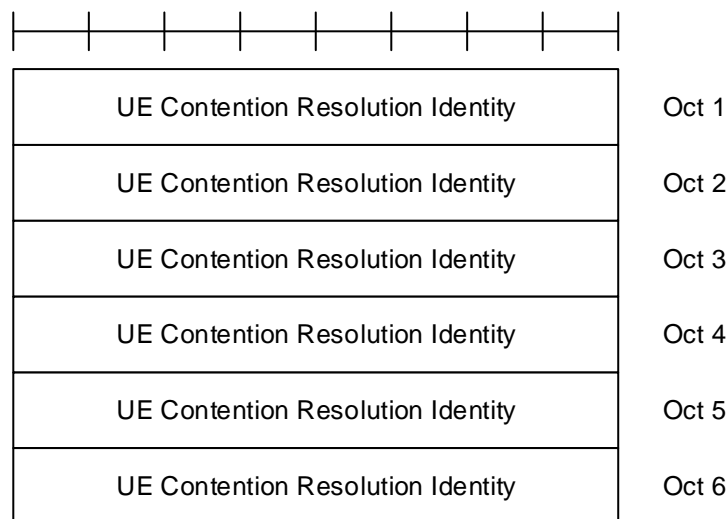 UE Contention Resolution Identity Oct 1
UE Contention Resolution Identity Oct 2
UE Contention Resolution Identity Oct 3
UE Contention Resolution Identity Oct 4
UE Contention Resolution Identity Oct 5
UE Contention Resolution Identity Oct 6